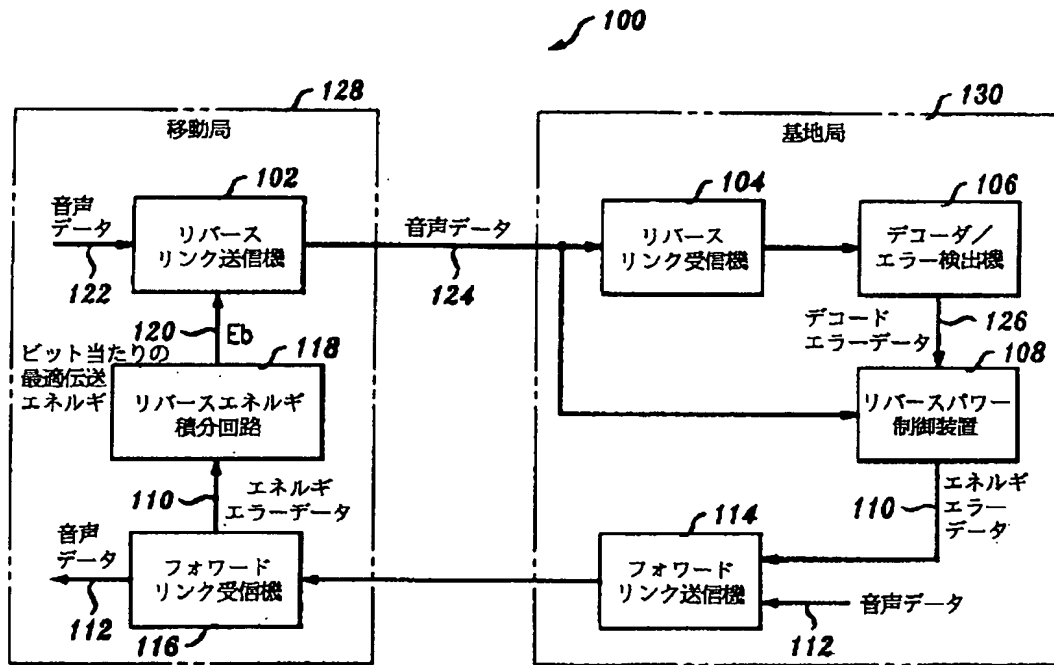 100
128
移動局
130
基地局
102
104
106
音声
データ
122
リバース
リンク送信機
音声データ
124
リバース
リンク受信機
デコーダ／
エラー検出機
120
Eb
118
デコード
エラーデータ
126
108
ビット当たりの
最適伝送
エネルギ
リバースエネルギ
積分回路
リバースパワー
制御装置
110
エネルギ
エラーデータ
110
エネルギ
エラー
データ
114
音声
データ
112
フォワード
リンク受信機
116
フォワード
リンク送信機
音声データ
112